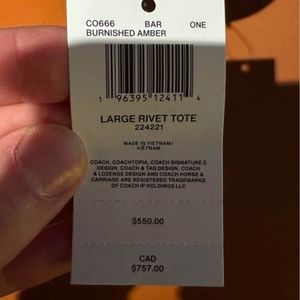 CO666 BAR ONE
BURNISHED AMBER
1 96395 12411 4
LARGE RIVET TOTE
224221
MADE IN VIETNAM/
VIÊTNAM
COACH, COACHTOPIA, COACH SIGNATURE C
DESIGN, COACH & TAG DESIGN, COACH
& LOZENGE DESIGN AND COACH HORSE &
CARRIAGE ARE REGISTERED TRADEMARKS
OF COACH IP HOLDINGS LLC
$550.00
CAD
$757.00